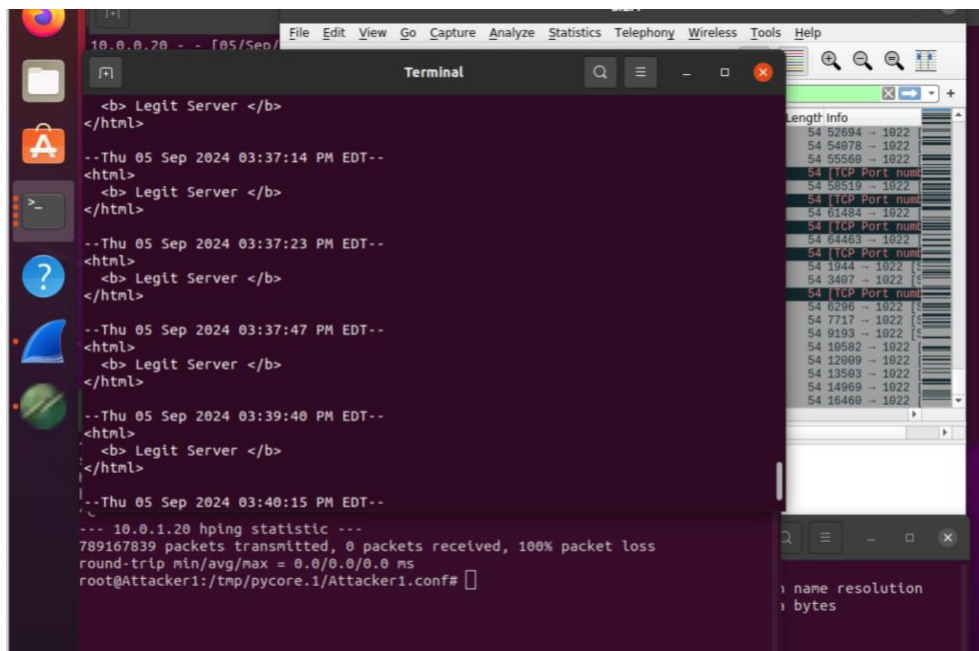 10.0.0.20 - - [05/Sep/
File Edit View Go Capture Analyze Statistics Telephony Wireless Tools Help
Terminal
<b> Legit Server </b>
</html>
--Thu 05 Sep 2024 03:37:14 PM EDT--
<html>
<b> Legit Server </b>
</html>
--Thu 05 Sep 2024 03:37:23 PM EDT--
<html>
<b> Legit Server </b>
</html>
--Thu 05 Sep 2024 03:37:47 PM EDT--
<html>
<b> Legit Server </b>
</html>
--Thu 05 Sep 2024 03:39:40 PM EDT--
<html>
<b> Legit Server </b>
</html>
--Thu 05 Sep 2024 03:40:15 PM EDT--
--- 10.0.1.20 hping statistic ---
789167839 packets transmitted, 0 packets received, 100% packet loss
round-trip min/avg/max = 0.0/0.0/0.0 ms
root@Attacker1:/tmp/pycore.1/Attacker1.conf#
Length Info
54 52694 → 1022 [
54 54078 → 1022 [
54 55560 → 1022 [
54 [TCP Port numb
54 58519 → 1022 [
54 [TCP Port numb
54 61484 → 1022 [
54 [TCP Port numb
54 64463 → 1022 [
54 [TCP Port numb
54 1944 → 1022 [S
54 3407 → 1022 [S
54 [TCP Port numb
54 6296 → 1022 [S
54 7717 → 1022 [S
54 9193 → 1022 [S
54 10582 → 1022 [
54 12009 → 1022 [
54 13503 → 1022 [
54 14969 → 1022 [
54 16460 → 1022 [
n name resolution
a bytes